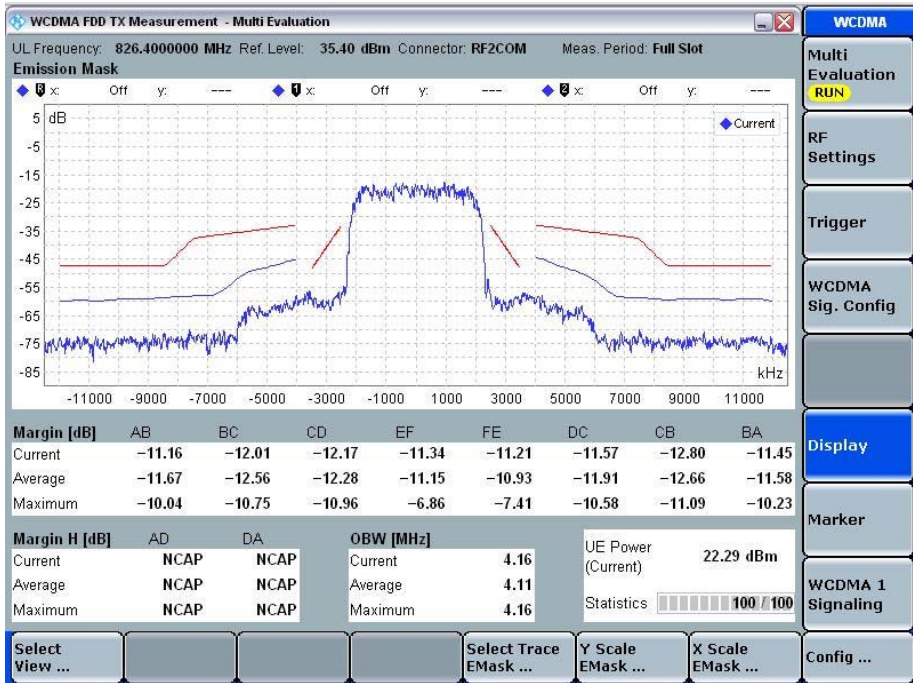 WCDMA FDD TX Measurement - Multi Evaluation
WCDMA
UL Frequency: 826.4000000 MHz Ref. Level: 35.40 dBm Connector: RF2COM Meas. Period: Full Slot
Emission Mask
R x: Off y: --- 1 x: Off y: --- 2 x: Off y: ---
dB
Current
5
-5
-15
-25
-35
-45
-55
-65
-75
-85
kHz
-11000 -9000 -7000 -5000 -3000 -1000 1000 3000 5000 7000 9000 11000
Margin [dB] AB BC CD EF FE DC CB BA
Current −11.16 −12.01 −12.17 −11.34 −11.21 −11.57 −12.80 −11.45
Average −11.67 −12.56 −12.28 −11.15 −10.93 −11.91 −12.66 −11.58
Maximum −10.04 −10.75 −10.96 −6.86 −7.41 −10.58 −11.09 −10.23
Margin H [dB] AD DA
Current NCAP NCAP
Average NCAP NCAP
Maximum NCAP NCAP
OBW [MHz]
Current 4.16
Average 4.11
Maximum 4.16
UE Power
(Current)
22.29 dBm
Statistics 100 / 100
Multi
Evaluation
RUN
RF
Settings
Trigger
WCDMA
Sig. Config
Display
Marker
WCDMA 1
Signaling
Select
View ...
Select Trace
EMask ...
Y Scale
EMask ...
X Scale
EMask ...
Config ...